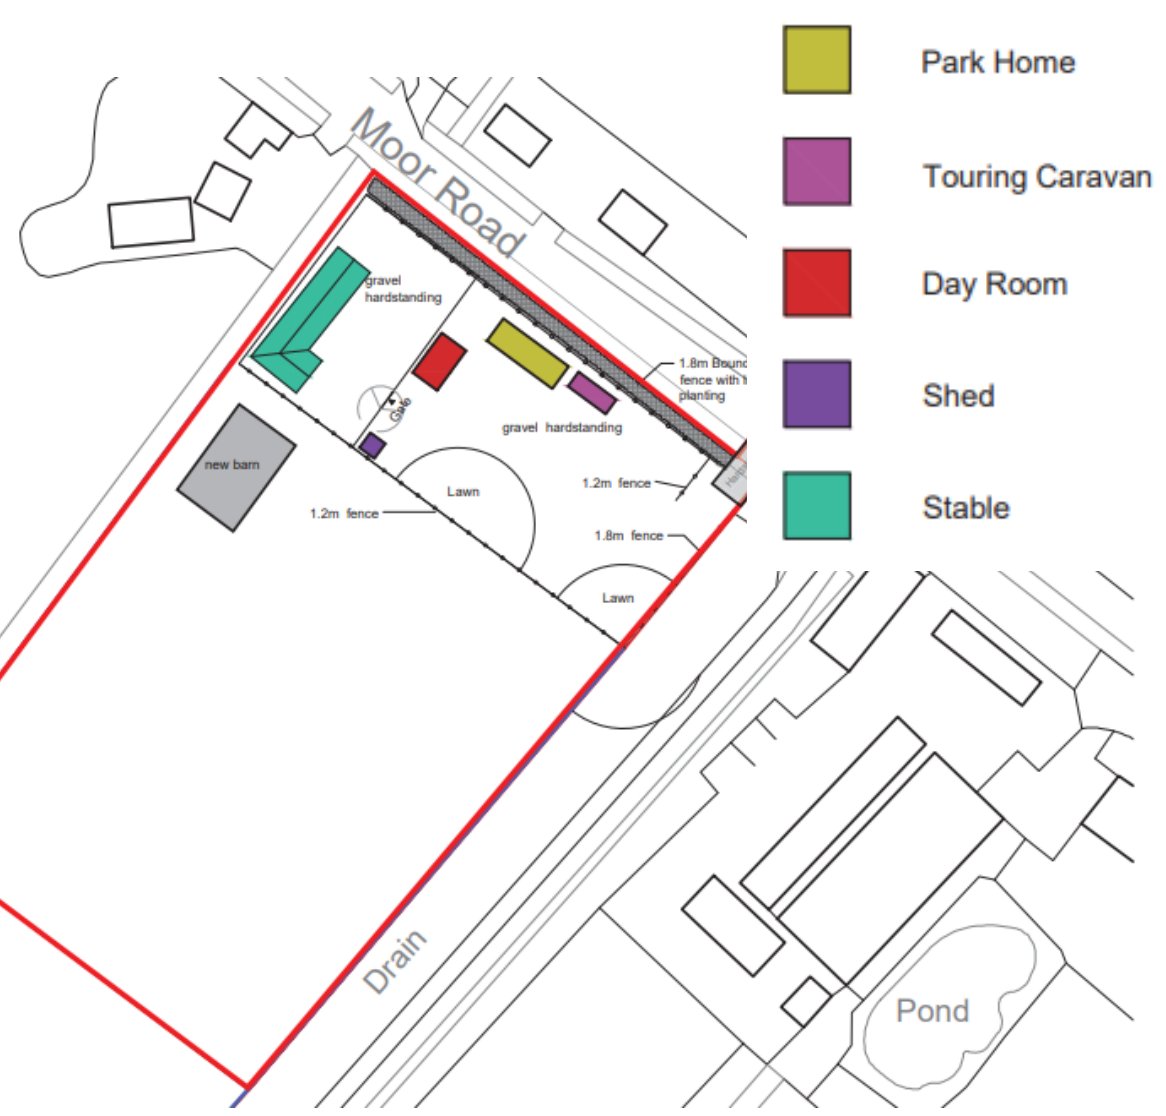 Park Home
Touring Caravan
Day Room
Shed
Stable
Moor Road
gravel
hardstanding
1.8m
fence with
planting
Gate
gravel hardstanding
new barn
Lawn
1.2m fence
1.2m fence
1.8m fence
Lawn
Drain
Pond